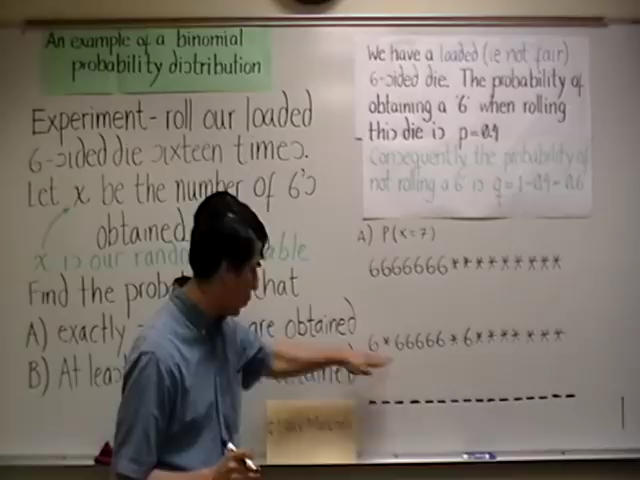 An example of a binomial
probability distribution
We have a loaded (ie not fair)
6-sided die. The probability of
obtaining a '6' when rolling
this die is p=0.4
Consequently the probability of
not rolling a 6 is q=1-0.4=0.6
Experiment - roll our loaded
6-sided die sixteen times.
Let x be the number of 6's
obtained
x is our
Find the that
A) exactly are obtained
B) At
A) P(x=7)
6666666*********
6*66666*6*******